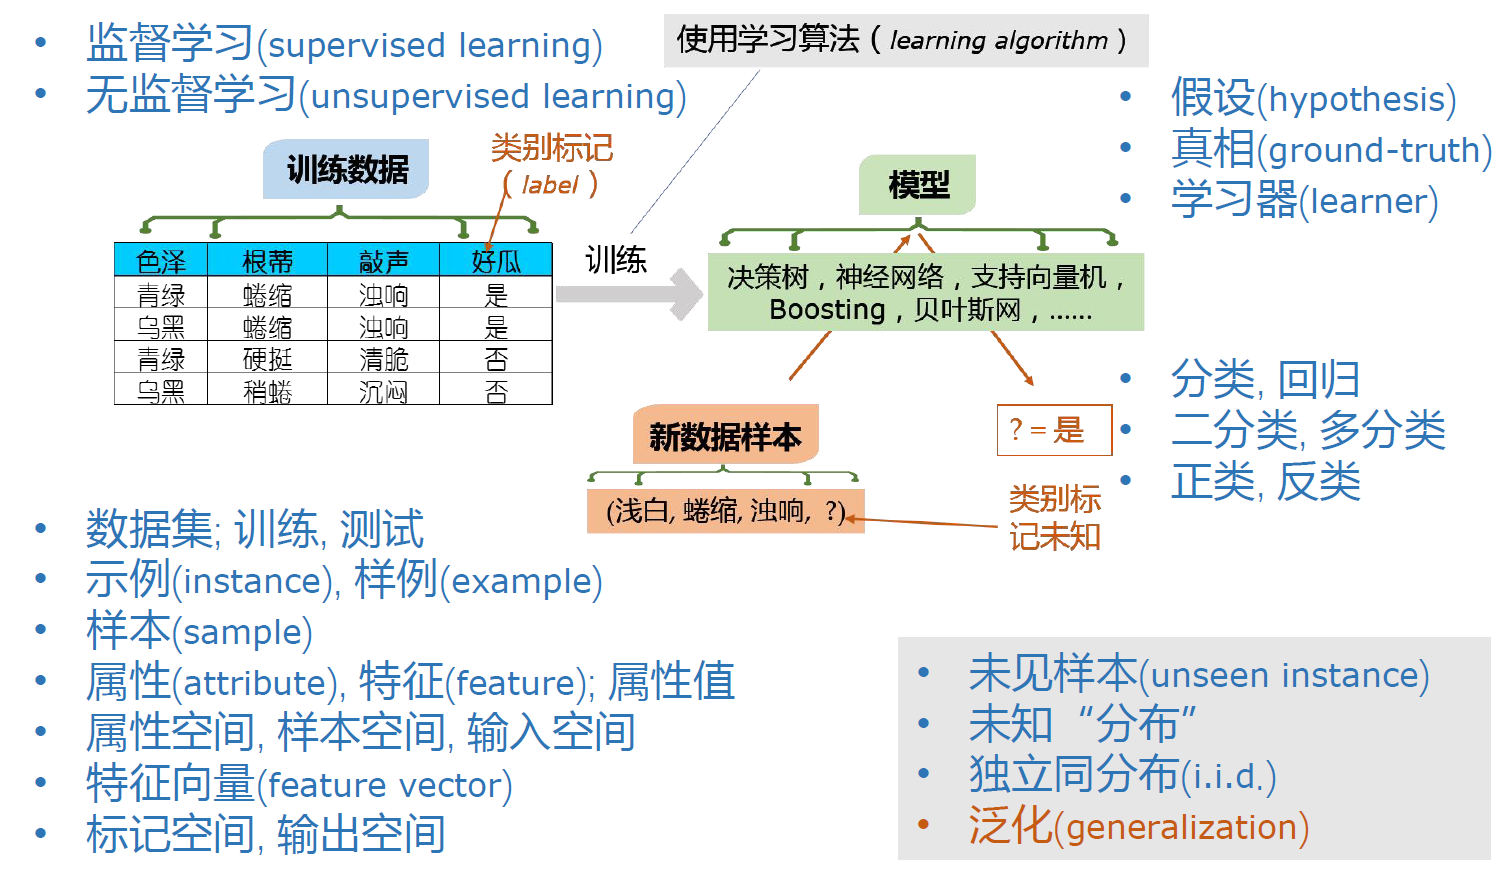 • 监督学习(supervised learning)
• 无监督学习(unsupervised learning)
使用学习算法（learning algorithm）
• 假设(hypothesis)
• 真相(ground-truth)
• 学习器(learner)
训练数据
类别标记
（label）
色泽 根蒂 敲声 好瓜
青绿 蜷缩 浊响 是
乌黑 蜷缩 浊响 是
青绿 硬挺 清脆 否
乌黑 稍蜷 沉闷 否
训练
模型
决策树，神经网络，支持向量机，
Boosting，贝叶斯网，……
新数据样本
(浅白, 蜷缩, 浊响, ?)
? = 是
类别标
记未知
• 分类, 回归
• 二分类, 多分类
• 正类, 反类
• 数据集; 训练, 测试
• 示例(instance), 样例(example)
• 样本(sample)
• 属性(attribute), 特征(feature); 属性值
• 属性空间, 样本空间, 输入空间
• 特征向量(feature vector)
• 标记空间, 输出空间
• 未见样本(unseen instance)
• 未知“分布”
• 独立同分布(i.i.d.)
• 泛化(generalization)